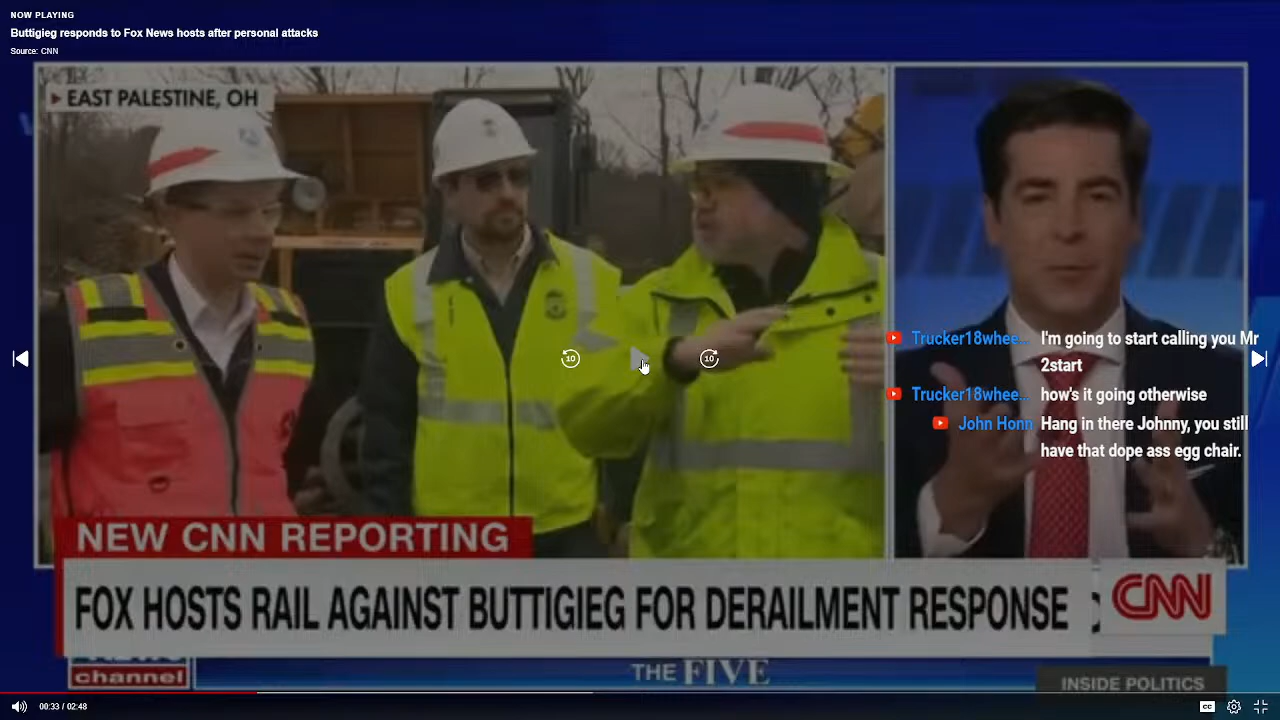 NOW PLAYING
Buttigieg responds to Fox News hosts after personal attacks
Source: CNN
EAST PALESTINE, OH
10
10
Trucker18whee... I'm going to start calling you Mr
2start
Trucker18whee... how's it going otherwise
John Honn Hang in there Johnny, you still
have that dope ass egg chair.
NEW CNN REPORTING
FOX HOSTS RAIL AGAINST BUTTIGIEG FOR DERAILMENT RESPONSE
CNN
channel
THE FIVE
INSIDE POLITICS
00:33 / 02:48
CC